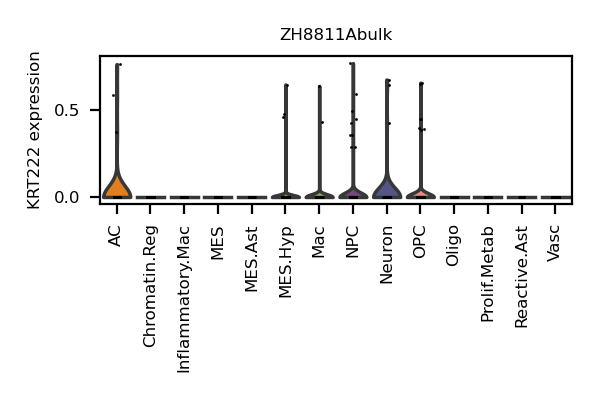 ZH8811Abulk
KRT222 expression
0.5
0.0
AC
Chromatin.Reg
Inflammatory.Mac
MES
MES.Ast
MES.Hyp
Mac
NPC
Neuron
OPC
Oligo
Prolif.Metab
Reactive.Ast
Vasc